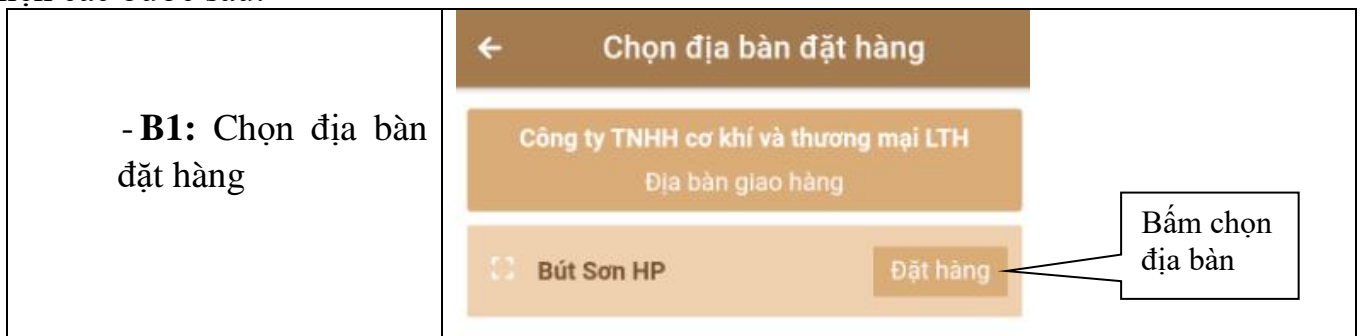 - B1: Chọn địa bàn
đặt hàng
Chọn địa bàn đặt hàng
Công ty TNHH cơ khí và thương mại LTH
Địa bàn giao hàng
Bút Sơn HP
Đặt hàng
Bấm chọn
địa bàn